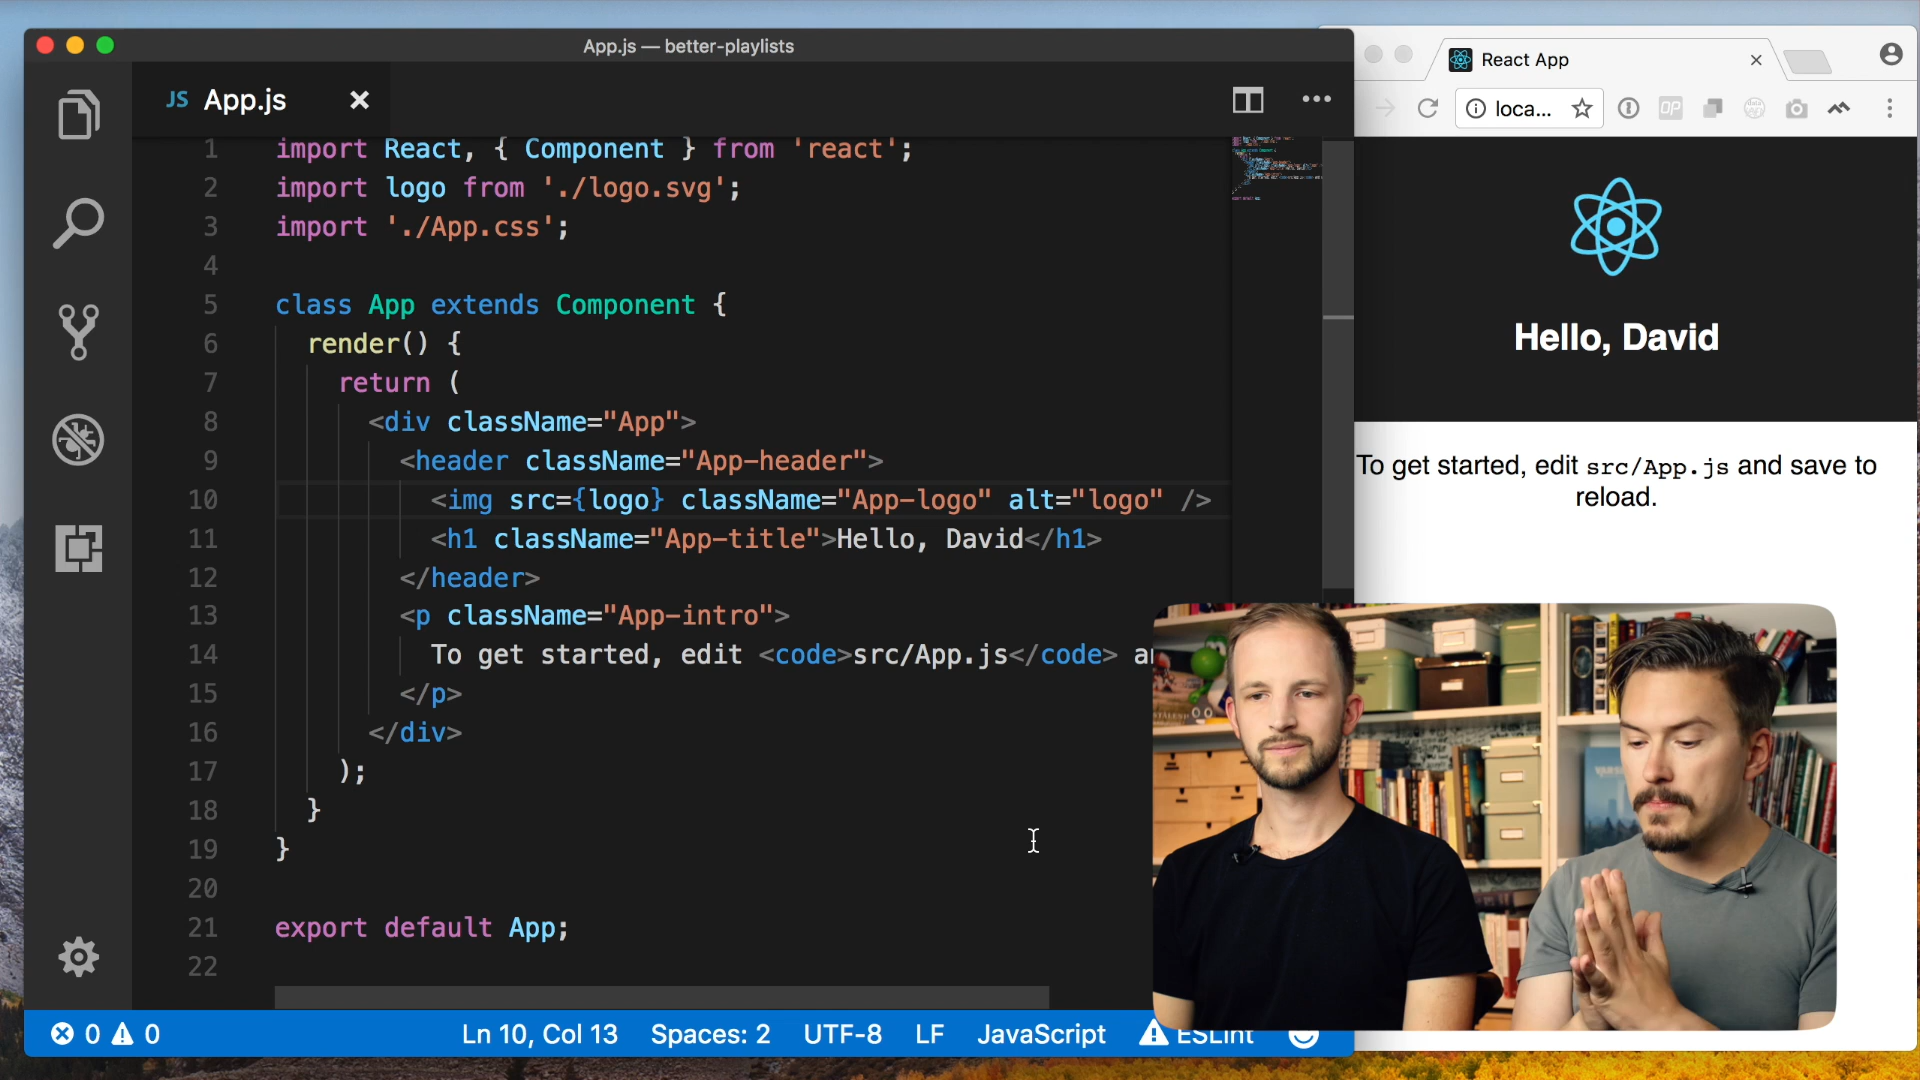 App.js — better-playlists
JS App.js
1 import React, { Component } from 'react';
2 import logo from './logo.svg';
3 import './App.css';
4
5 class App extends Component {
6 render() {
7 return (
8 <div className="App">
9 <header className="App-header">
10 <img src={logo} className="App-logo" alt="logo" />
11 <h1 className="App-title">Hello, David</h1>
12 </header>
13 <p className="App-intro">
14 To get started, edit <code>src/App.js</code>
15 </p>
16 </div>
17 );
18 }
19 }
20
21 export default App;
22
0 0 Ln 10, Col 13 Spaces: 2 UTF-8 LF JavaScript ESLint
React App
loca...
OP
Hello, David
To get started, edit src/App.js and save to
reload.